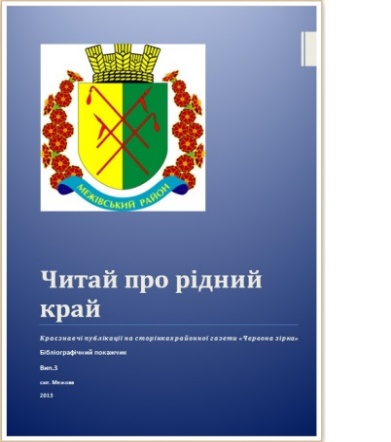 МЕЖІВСЬКИЙ РАЙОН
Читай про рідний
край
Краєзнавчі публікації на сторінках районної газети «Червона зірка»
Бібліографічний покажчик
Вип.3
смт.Межова
2013